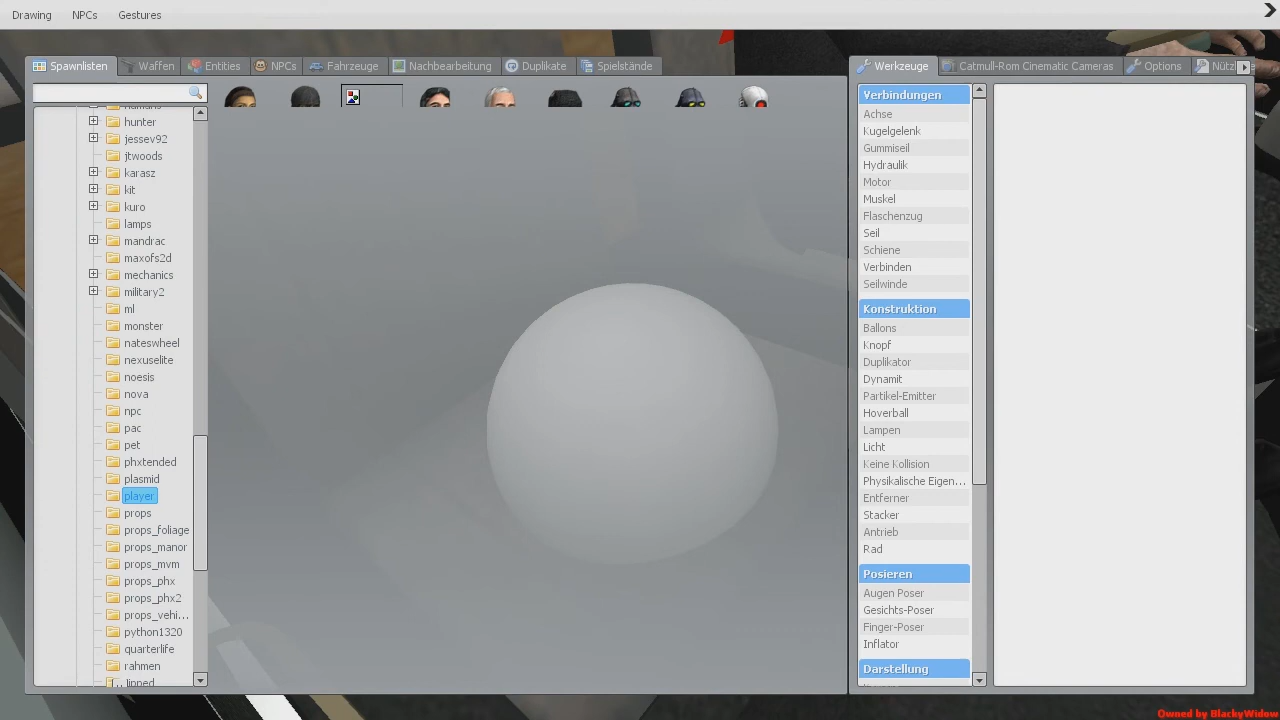 Drawing NPCs Gestures
Spawnlisten Waffen Entities NPCs Fahrzeuge Nachbearbeitung Duplikate Spielstände
hunter
jessev92
jtwoods
karasz
kit
kuro
lamps
mandrac
maxofs2d
mechanics
military2
ml
monster
nateswheel
nexuselite
noesis
nova
npc
pac
pet
phxtended
plasmid
player
props
props_foliage
props_manor
props_mvm
props_phx
props_phx2
props_vehi...
python1320
quarterlife
rahmen
Werkzeuge Catmull-Rom Cinematic Cameras Options
Verbindungen
Achse
Kugelgelenk
Gummiseil
Hydraulik
Motor
Muskel
Flaschenzug
Seil
Schiene
Verbinden
Seilwinde
Konstruktion
Ballons
Knopf
Duplikator
Dynamit
Partikel-Emitter
Hoverball
Lampen
Licht
Keine Kollision
Physikalische Eigen...
Entferner
Stacker
Antrieb
Rad
Posieren
Augen Poser
Gesichts-Poser
Finger-Poser
Inflator
Darstellung
Owned by BlackyWidow